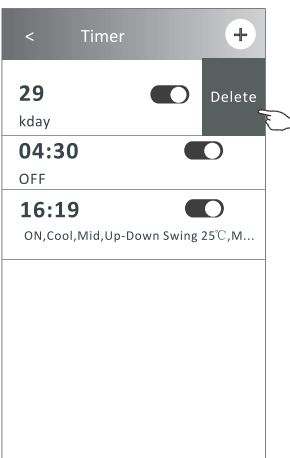 < Timer +
29 Delete
kday
04:30
OFF
16:19
ON,Cool,Mid,Up-Down Swing 25℃,M...